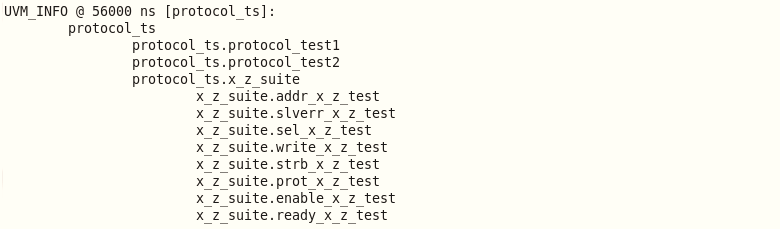 UVM_INFO @ 56000 ns [protocol_ts]:
protocol_ts
protocol_ts.protocol_test1
protocol_ts.protocol_test2
protocol_ts.x_z_suite
x_z_suite.addr_x_z_test
x_z_suite.slverr_x_z_test
x_z_suite.sel_x_z_test
x_z_suite.write_x_z_test
x_z_suite.strb_x_z_test
x_z_suite.prot_x_z_test
x_z_suite.enable_x_z_test
x_z_suite.ready_x_z_test